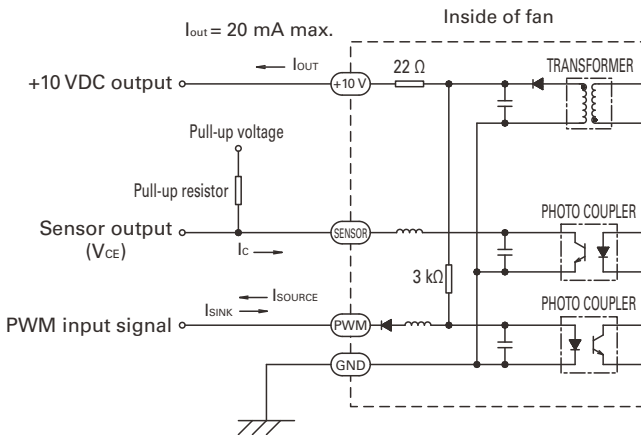 Inside of fan
Iout = 20 mA max.
IOUT
+10 VDC output
+10 V
22 Ω
TRANSFORMER
Pull-up voltage
Pull-up resistor
PHOTO COUPLER
Sensor output
(VCE)
SENSOR
IC
3 kΩ
PHOTO COUPLER
ISOURCE
ISINK
PWM input signal
PWM
GND